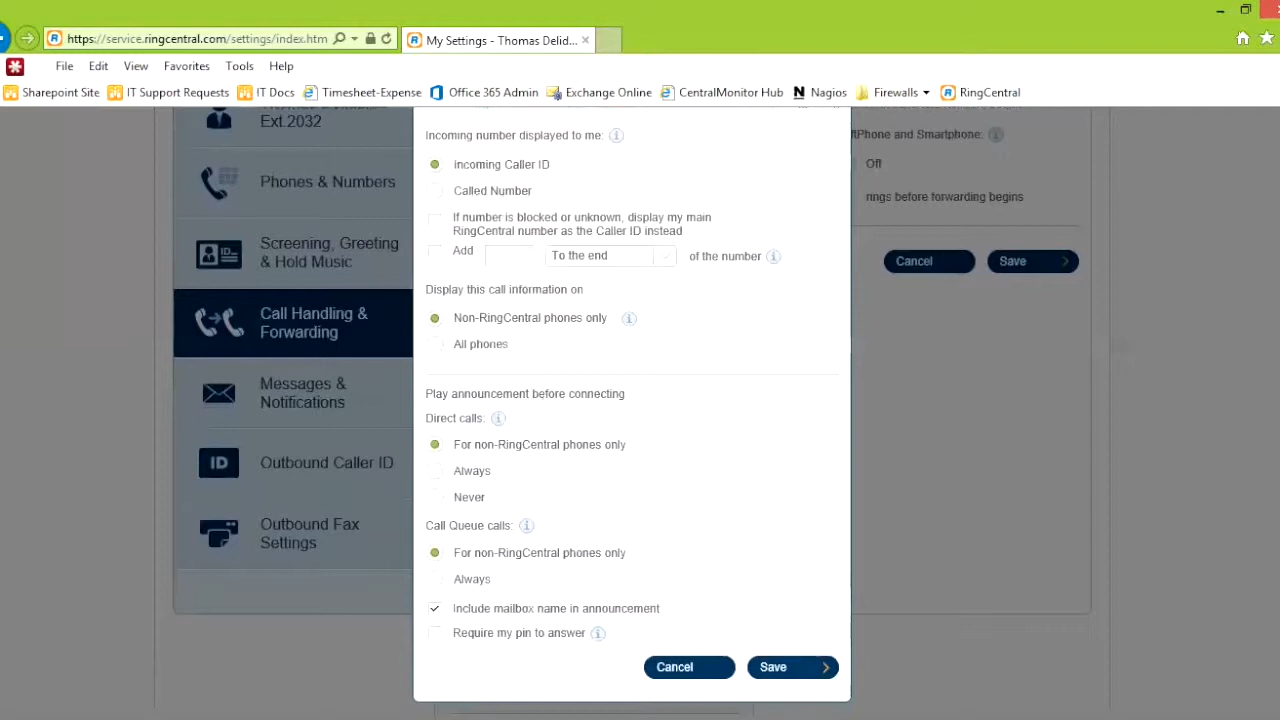 https://service.ringcentral.com/settings/index.htm
My Settings - Thomas Delid...
File Edit View Favorites Tools Help
Sharepoint Site IT Support Requests IT Docs Timesheet-Expense Office 365 Admin Exchange Online CentralMonitor Hub Nagios Firewalls RingCentral
Ext.2032
Phones & Numbers
Screening, Greeting
& Hold Music
Call Handling &
Forwarding
Messages &
Notifications
ID
Outbound Caller ID
Outbound Fax
Settings
Incoming number displayed to me:
Incoming Caller ID
Called Number
If number is blocked or unknown, display my main
RingCentral number as the Caller ID instead
Add To the end of the number
Display this call information on
Non-RingCentral phones only
All phones
Play announcement before connecting
Direct calls:
For non-RingCentral phones only
Always
Never
Call Queue calls:
For non-RingCentral phones only
Always
Include mailbox name in announcement
Require my pin to answer
Cancel Save
ftPhone and Smartphone:
Off
rings before forwarding begins
Cancel Save